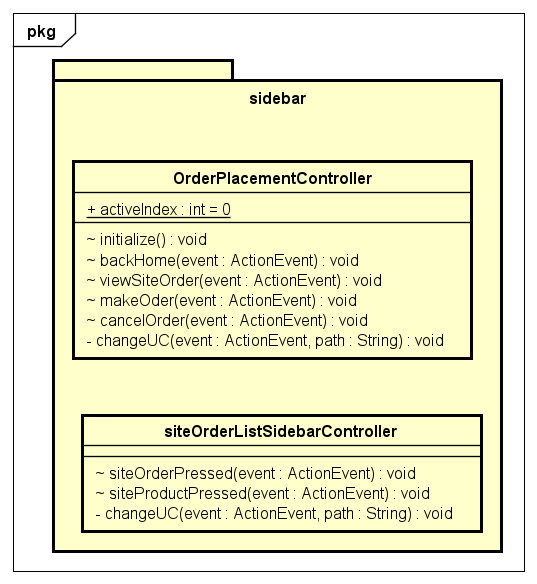 pkg
sidebar
OrderPlacementController
+ activeIndex : int = 0
~ initialize() : void
~ backHome(event : ActionEvent) : void
~ viewSiteOrder(event : ActionEvent) : void
~ makeOder(event : ActionEvent) : void
~ cancelOrder(event : ActionEvent) : void
- changeUC(event : ActionEvent, path : String) : void
siteOrderListSidebarController
~ siteOrderPressed(event : ActionEvent) : void
~ siteProductPressed(event : ActionEvent) : void
- changeUC(event : ActionEvent, path : String) : void